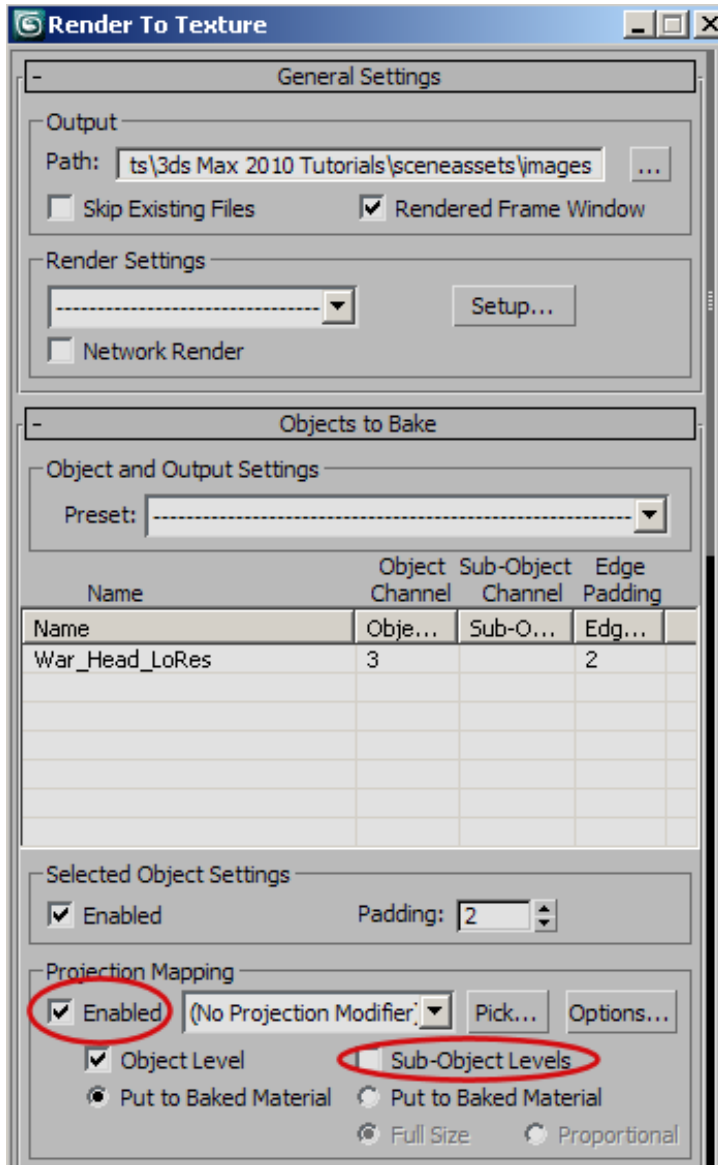 Render To Texture
General Settings
Output
Path: ts\3ds Max 2010 Tutorials\sceneassets\images ...
Skip Existing Files Rendered Frame Window
Render Settings
-------------------------------- Setup...
Network Render
Objects to Bake
Object and Output Settings
Preset: ----------------------------------------------------------
Object Sub-Object Edge
Name Channel Channel Padding
Name Obje... Sub-O... Edg...
War_Head_LoRes 3 2
Selected Object Settings
Enabled Padding: 2
Projection Mapping
Enabled (No Projection Modifier) Pick... Options...
Object Level Sub-Object Levels
Put to Baked Material Put to Baked Material
Full Size Proportional